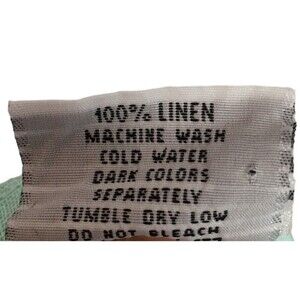 100% LINEN
MACHINE WASH
COLD WATER
DARK COLORS
SEPARATELY
TUMBLE DRY LOW
DO NOT BLEACH